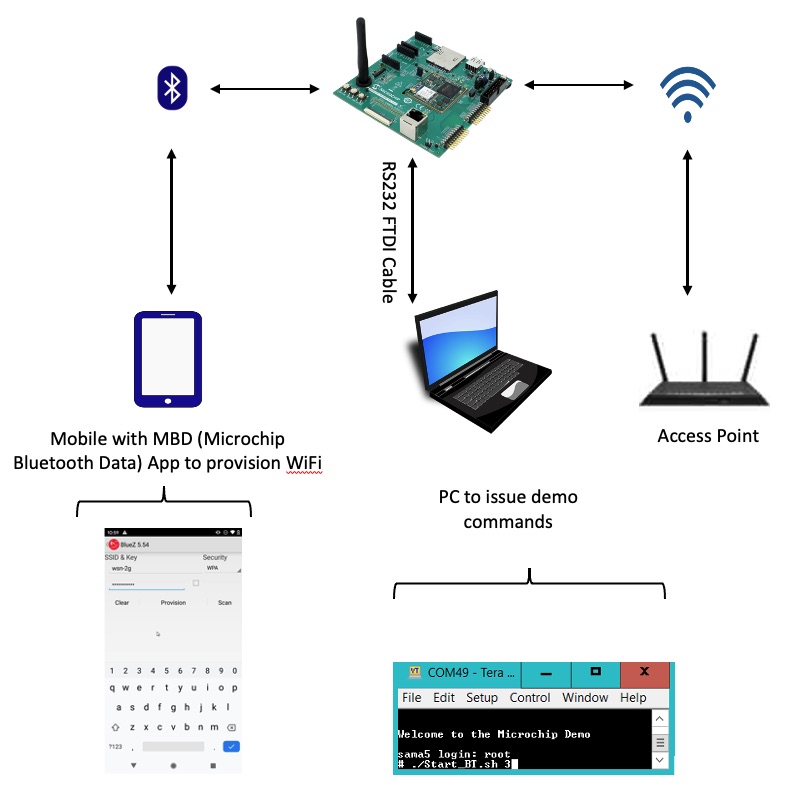 RS232 FTDI Cable
Mobile with MBD (Microchip
Bluetooth Data) App to provision WiFi
Access Point
PC to issue demo
commands
10:59
BlueZ 5.54
SSID & Key
Security
wsn-2g
WPA
Clear
Provision
Scan
1 2 3 4 5 6 7 8 9 0
q w e r t y u i o p
a s d f g h j k l
z x c v b n m
?123 , .
COM49 - Tera ...
File Edit Setup Control Window Help
Welcome to the Microchip Demo
sama5 login: root
# ./Start_BT.sh 3